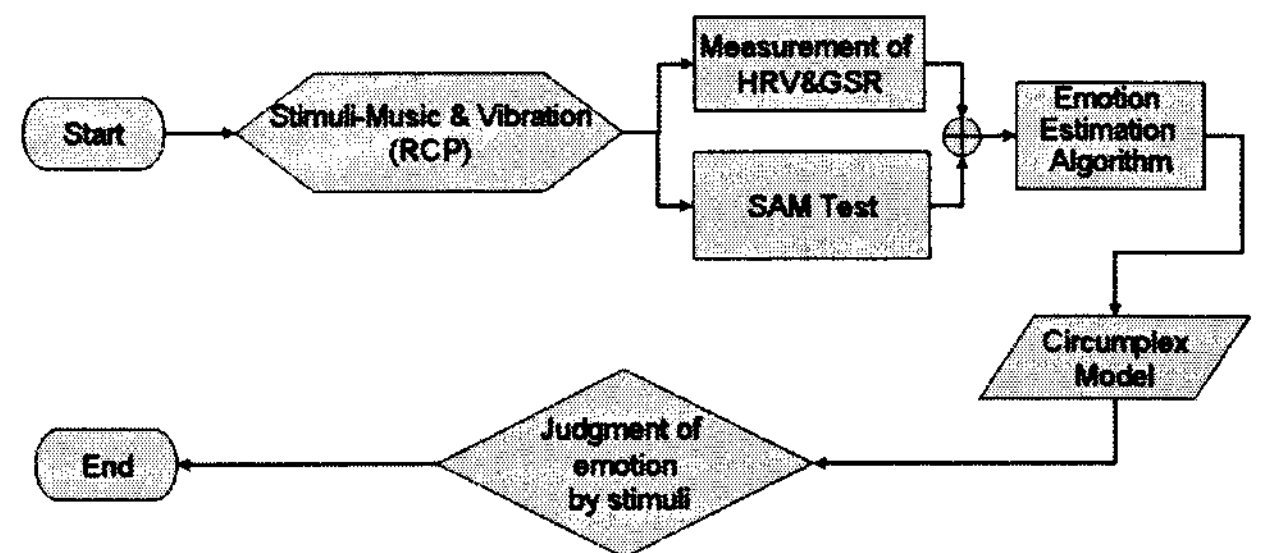 Start
Stimuli-Music & Vibration
(RCP)
Measurement of
HRV&GSR
SAM Test
Emotion
Estimation
Algorithm
Circumplex
Model
Judgment of
emotion
by stimuli
End